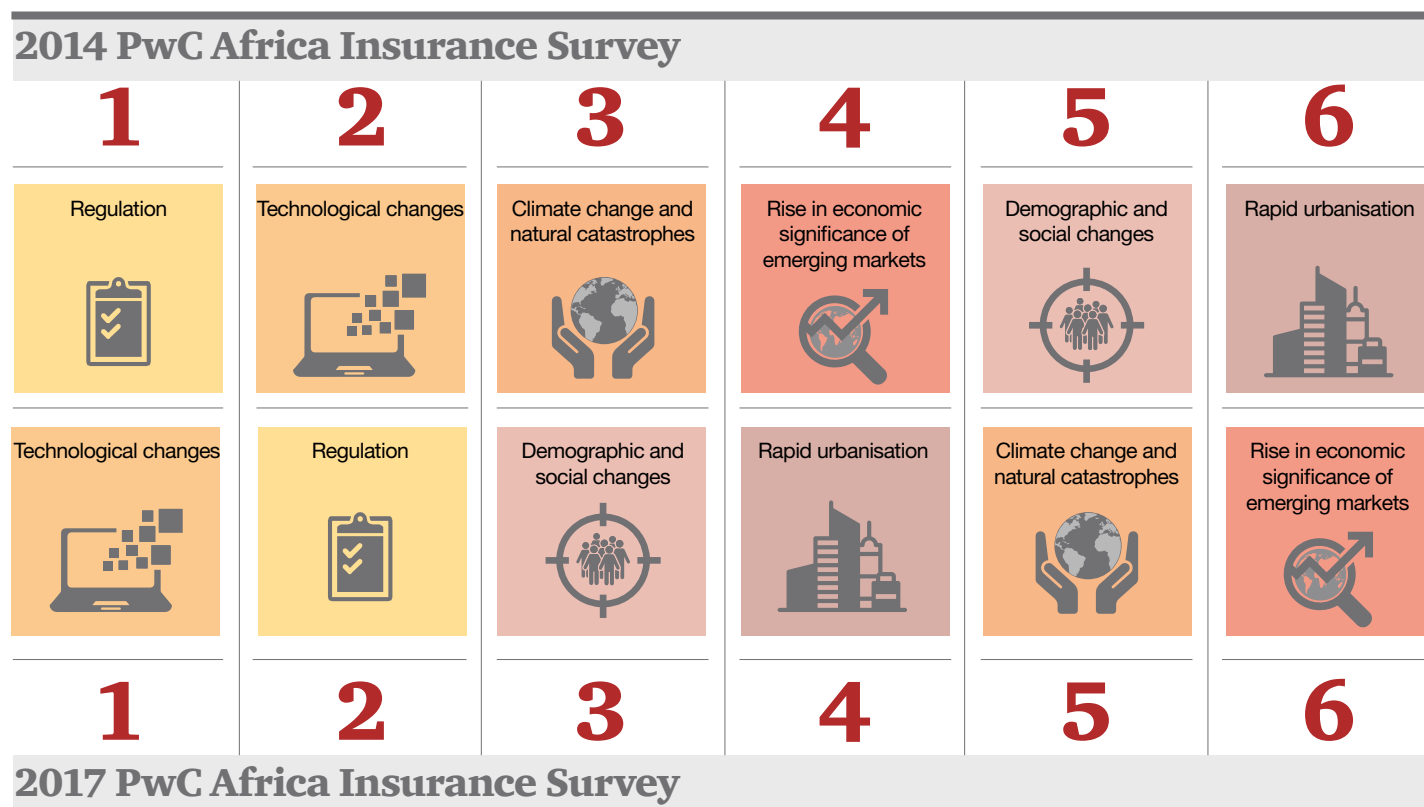 2014 PwC Africa Insurance Survey
1
2
3
4
5
6
Regulation
Technological changes
Climate change and
natural catastrophes
Rise in economic
significance of
emerging markets
Demographic and
social changes
Rapid urbanisation
Technological changes
Regulation
Demographic and
social changes
Rapid urbanisation
Climate change and
natural catastrophes
Rise in economic
significance of
emerging markets
1
2
3
4
5
6
2017 PwC Africa Insurance Survey